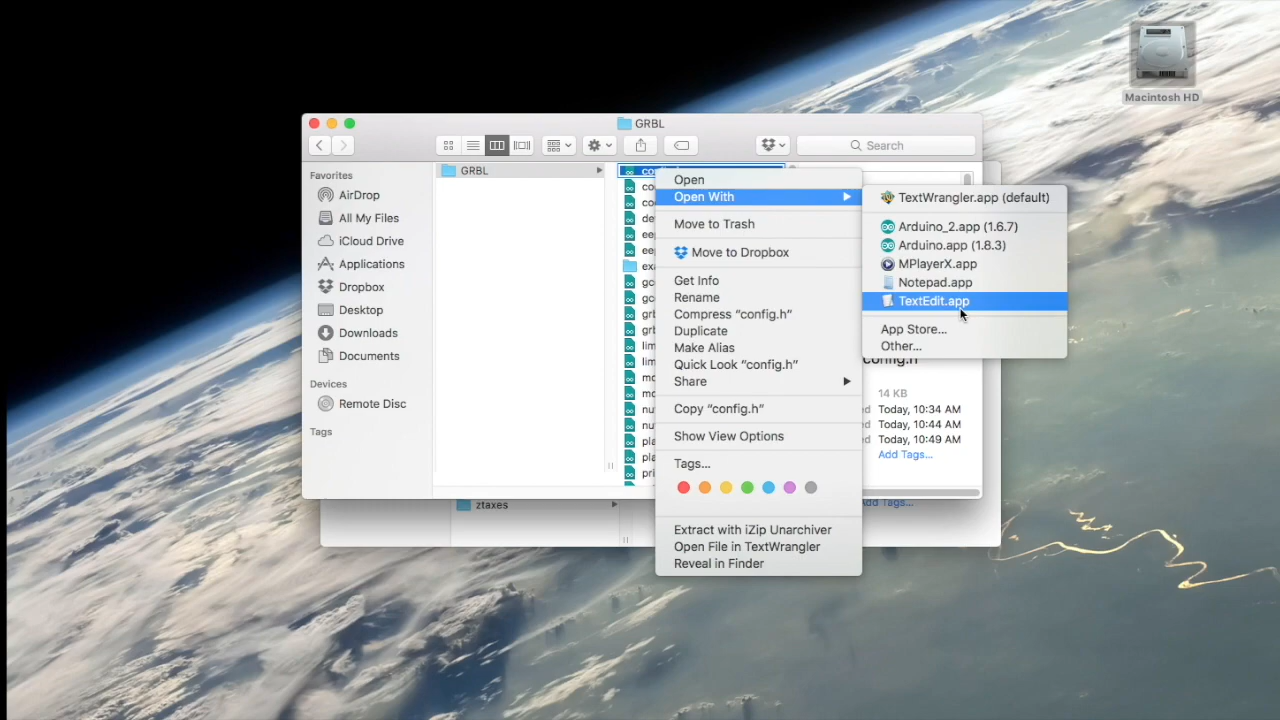 Macintosh HD
GRBL
Search
Favorites
AirDrop
All My Files
iCloud Drive
Applications
Dropbox
Desktop
Downloads
Documents
Devices
Remote Disc
Tags
GRBL
ztaxes
Open
Open With
Move to Trash
Move to Dropbox
Get Info
Rename
Compress “config.h”
Duplicate
Make Alias
Quick Look “config.h”
Share
Copy “config.h”
Show View Options
Tags...
Extract with iZip Unarchiver
Open File in TextWrangler
Reveal in Finder
TextWrangler.app (default)
Arduino_2.app (1.6.7)
Arduino.app (1.8.3)
MPlayerX.app
Notepad.app
TextEdit.app
App Store...
Other...
config.h
14 KB
Today, 10:34 AM
Today, 10:44 AM
Today, 10:49 AM
Add Tags...
Add Tags...